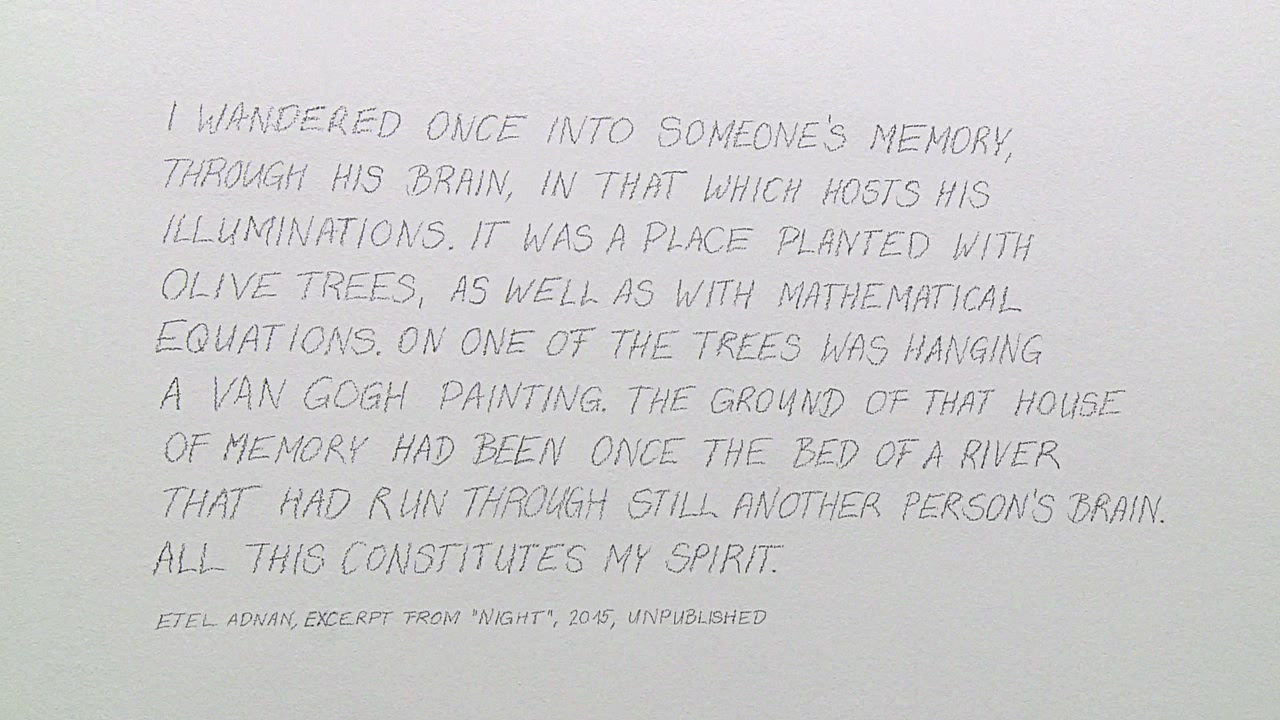 I WANDERED ONCE INTO SOMEONE'S MEMORY,
THROUGH HIS BRAIN, IN THAT WHICH HOSTS HIS
ILLUMINATIONS. IT WAS A PLACE PLANTED WITH
OLIVE TREES, AS WELL AS WITH MATHEMATICAL
EQUATIONS. ON ONE OF THE TREES WAS HANGING
A VAN GOGH PAINTING. THE GROUND OF THAT HOUSE
OF MEMORY HAD BEEN ONCE THE BED OF A RIVER
THAT HAD RUN THROUGH STILL ANOTHER PERSON'S BRAIN.
ALL THIS CONSTITUTES MY SPIRIT.
ETEL ADNAN, EXCERPT FROM "NIGHT", 2015, UNPUBLISHED